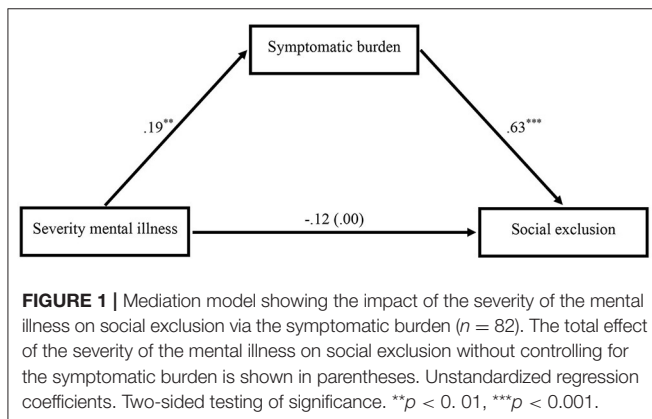 Symptomatic burden
.19**
.63***
Severity mental illness
-.12 (.00)
Social exclusion
FIGURE 1 | Mediation model showing the impact of the severity of the mental
illness on social exclusion via the symptomatic burden (n = 82). The total effect
of the severity of the mental illness on social exclusion without controlling for
the symptomatic burden is shown in parentheses. Unstandardized regression
coefficients. Two-sided testing of significance. **p < 0. 01, ***p < 0.001.